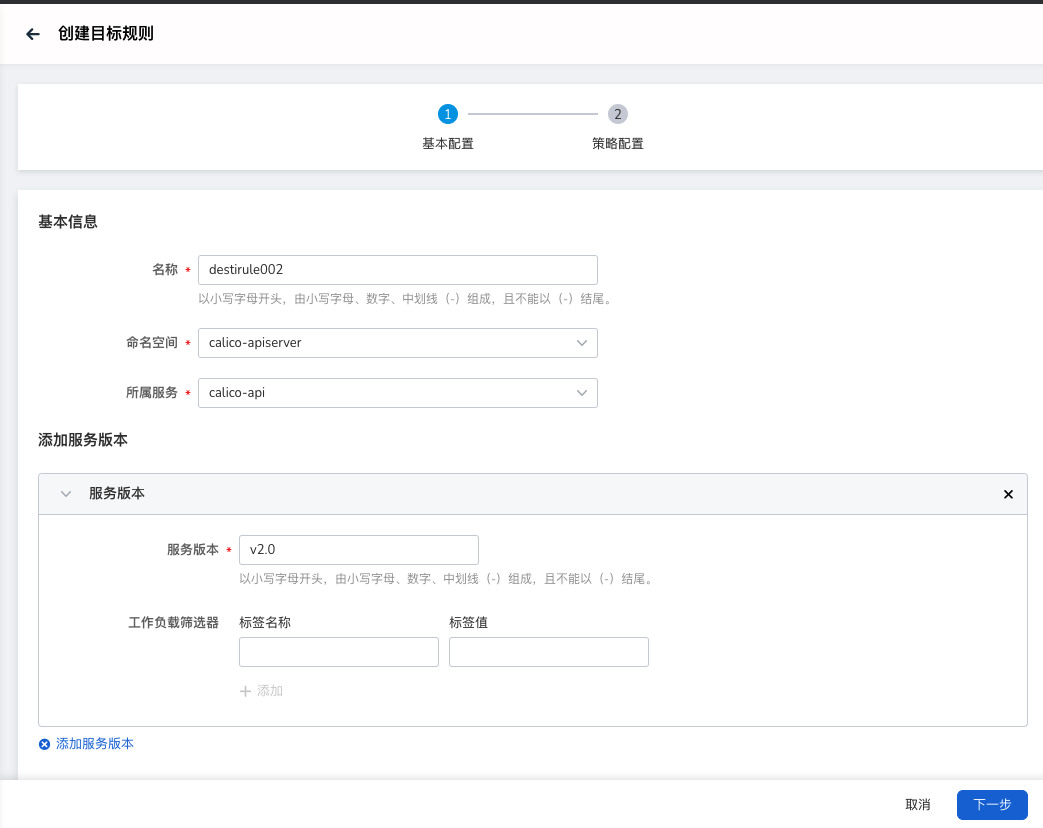 创建目标规则
1
2
基本配置
策略配置
基本信息
名称 * destirule002
以小写字母开头，由小写字母、数字、中划线（-）组成，且不能以（-）结尾。
命名空间 * calico-apiserver
所属服务 * calico-api
添加服务版本
服务版本
服务版本 * v2.0
以小写字母开头，由小写字母、数字、中划线（-）组成，且不能以（-）结尾。
工作负载筛选器 标签名称 标签值
添加
添加服务版本
取消 下一步